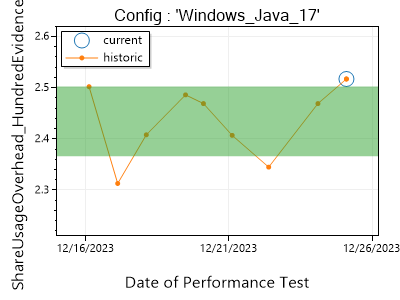 Config : 'Windows_Java_17'
ShareUsageOverhead_HundredEvidence
current
historic
2.6
2.5
2.4
2.3
12/16/2023
12/21/2023
12/26/2023
Date of Performance Test